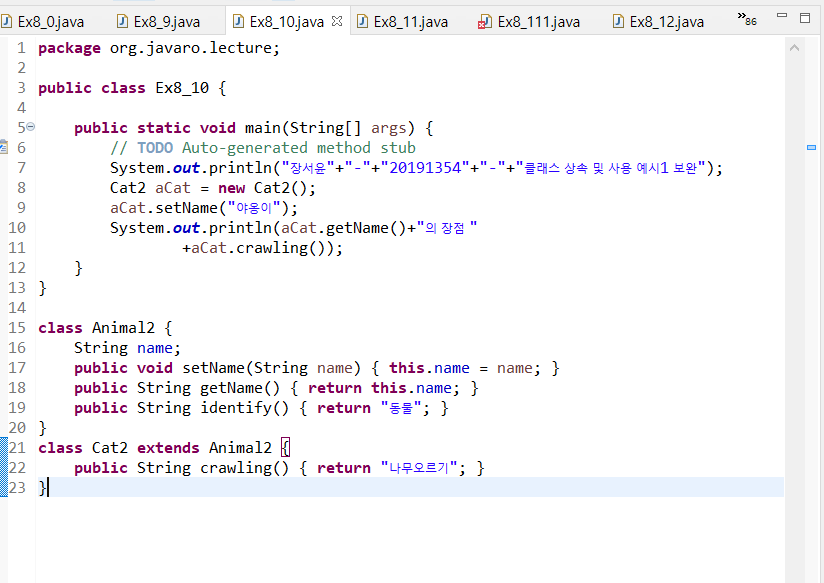 Ex8_0.java Ex8_9.java Ex8_10.java Ex8_11.java Ex8_111.java Ex8_12.java »86
1 package org.javaro.lecture;
2
3 public class Ex8_10 {
4
5 public static void main(String[] args) {
6 // TODO Auto-generated method stub
7 System.out.println("장서윤"+"-"+"20191354"+"-"+"클래스 상속 및 사용 예시1 보완");
8 Cat2 aCat = new Cat2();
9 aCat.setName("야옹이");
10 System.out.println(aCat.getName()+"의 장점 "
11 +aCat.crawling());
12 }
13 }
14
15 class Animal2 {
16 String name;
17 public void setName(String name) { this.name = name; }
18 public String getName() { return this.name; }
19 public String identify() { return "동물"; }
20 }
21 class Cat2 extends Animal2 {
22 public String crawling() { return "나무오르기"; }
23 }